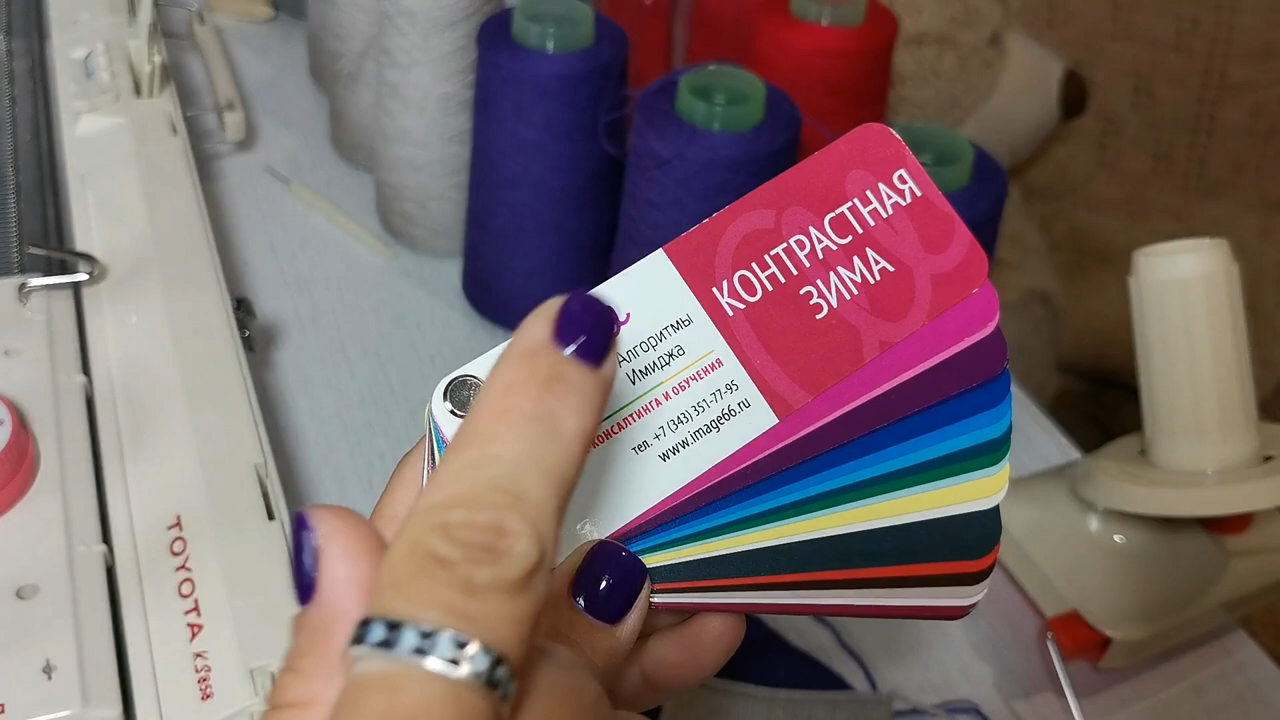 КОНТРАСТНАЯ
ЗИМА
Алгоритмы
Имиджа
КОНСАЛТИНГА И ОБУЧЕНИЯ
тел. +7 (343) 351-77-95
www.image66.ru
TOYOTA KS858